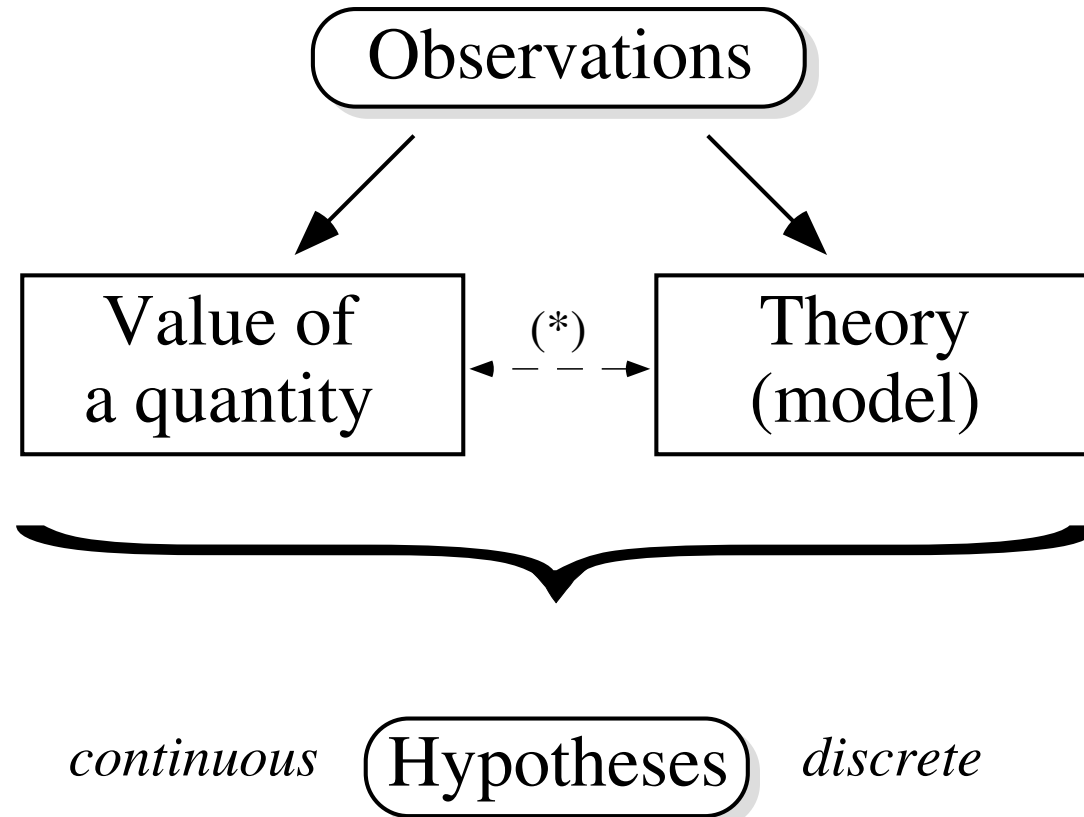 Observations
Value of
a quantity
(*)
Theory
(model)
continuous
Hypotheses
discrete